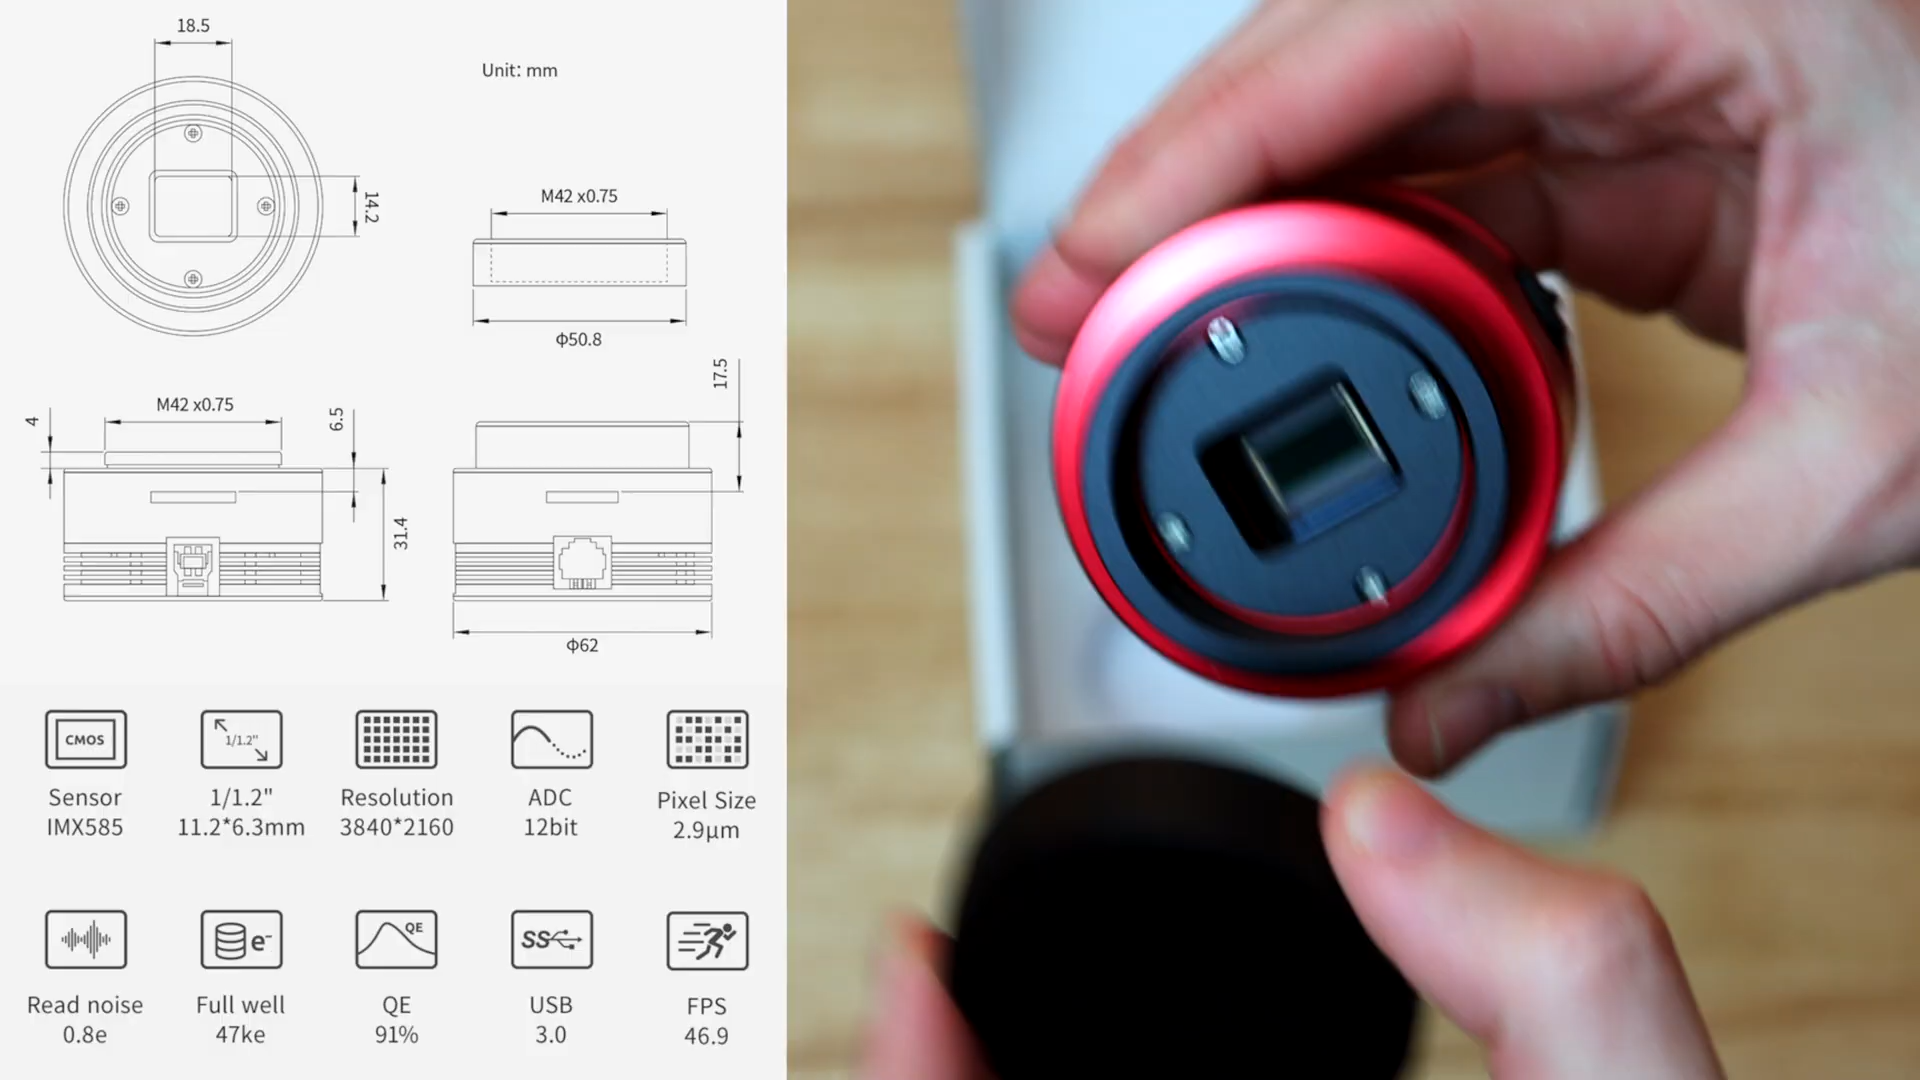 18.5
Unit: mm
14.2
M42 x0.75
Φ50.8
17.5
M42 x0.75
4
6.5
31.4
Φ62
CMOS
1/1.2"
Sensor
IMX585
1/1.2"
11.2*6.3mm
Resolution
3840*2160
ADC
12bit
Pixel Size
2.9μm
e-
QE
SS
Read noise
0.8e
Full well
47ke
QE
91%
USB
3.0
FPS
46.9